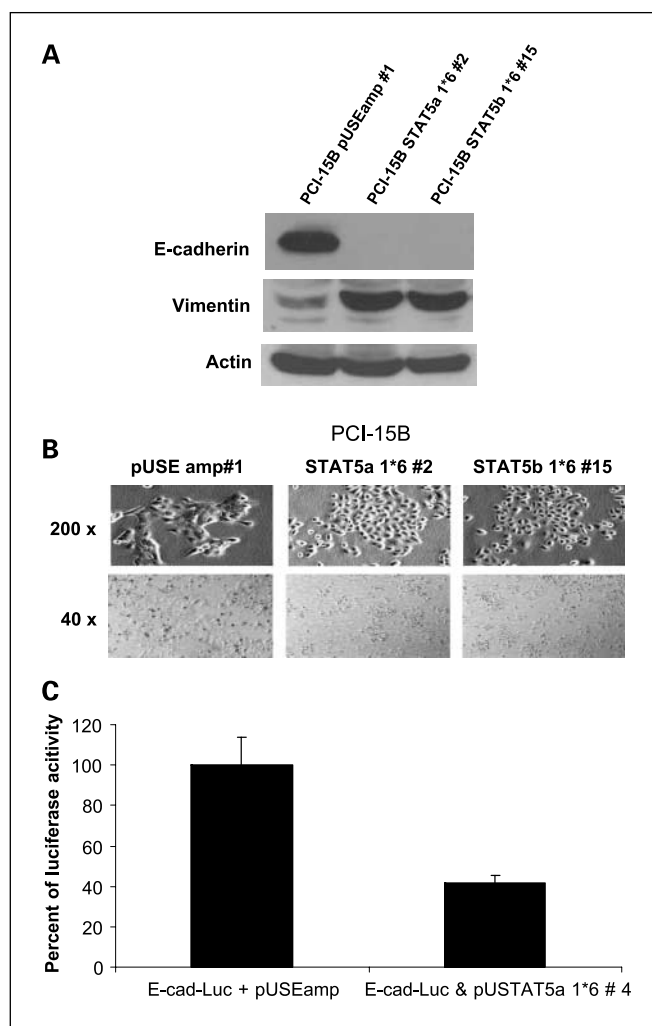 A
PCI-15B pUSEamp #1
PCI-15B STAT5a 1*6 #2
PCI-15B STAT5b 1*6 #15
E-cadherin
Vimentin
Actin
PCI-15B
B
pUSE amp#1
STAT5a 1*6 #2
STAT5b 1*6 #15
200 x
40 x
C
Percent of luciferase acitivity
120
100
80
60
40
20
0
E-cad-Luc + pUSEamp
E-cad-Luc & pUSTAT5a 1*6 # 4